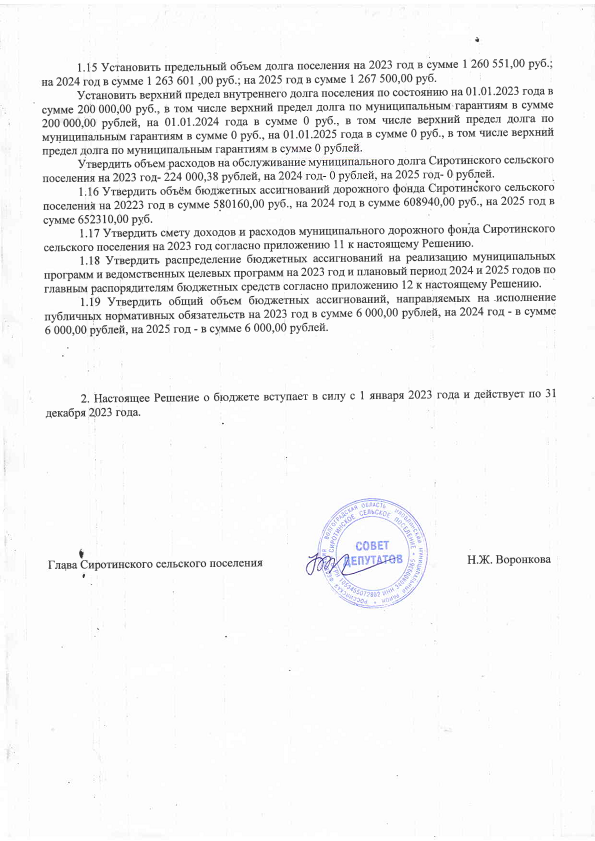 1.15 Установить предельный объем долга поселения на 2023 год в сумме 1 260 551,00 руб.;
на 2024 год в сумме 1 263 601 ,00 руб.; на 2025 год в сумме 1 267 500,00 руб.
Установить верхний предел внутреннего долга поселения по состоянию на 01.01.2023 года в
сумме 200 000,00 руб., в том числе верхний предел долга по муниципальным гарантиям в сумме
200 000,00 рублей, на 01.01.2024 года в сумме 0 руб., в том числе верхний предел долга по
муниципальным гарантиям в сумме 0 руб., на 01.01.2025 года в сумме 0 руб., в том числе верхний
предел долга по муниципальным гарантиям в сумме 0 рублей.
Утвердить объем расходов на обслуживание муниципального долга Сиротинского сельского
поселения на 2023 год- 224 000,38 рублей, на 2024 год- 0 рублей, на 2025 год- 0 рублей.
1.16 Утвердить объём бюджетных ассигнований дорожного фонда Сиротинского сельского
поселения на 20223 год в сумме 580160,00 руб., на 2024 год в сумме 608940,00 руб., на 2025 год в
сумме 652310,00 руб.
1.17 Утвердить смету доходов и расходов муниципального дорожного фонда Сиротинского
сельского поселения на 2023 год согласно приложению 11 к настоящему Решению.
1.18 Утвердить распределение бюджетных ассигнований на реализацию муниципальных
программ и ведомственных целевых программ на 2023 год и плановый период 2024 и 2025 годов по
главным распорядителям бюджетных средств согласно приложению 12 к настоящему Решению.
1.19 Утвердить общий объем бюджетных ассигнований, направляемых на исполнение
публичных нормативных обязательств на 2023 год в сумме 6 000,00 рублей, на 2024 год - в сумме
6 000,00 рублей, на 2025 год - в сумме 6 000,00 рублей.
2. Настоящее Решение о бюджете вступает в силу с 1 января 2023 года и действует по 31
декабря 2023 года.
ВОЛГОГРАДСКАЯ ОБЛАСТЬ
СИРОТИНСКОЕ СЕЛЬСКОЕ ПОСЕЛЕНИЕ
СОВЕТ
ДЕПУТАТОВ
Глава Сиротинского сельского поселения
Н.Ж. Воронкова